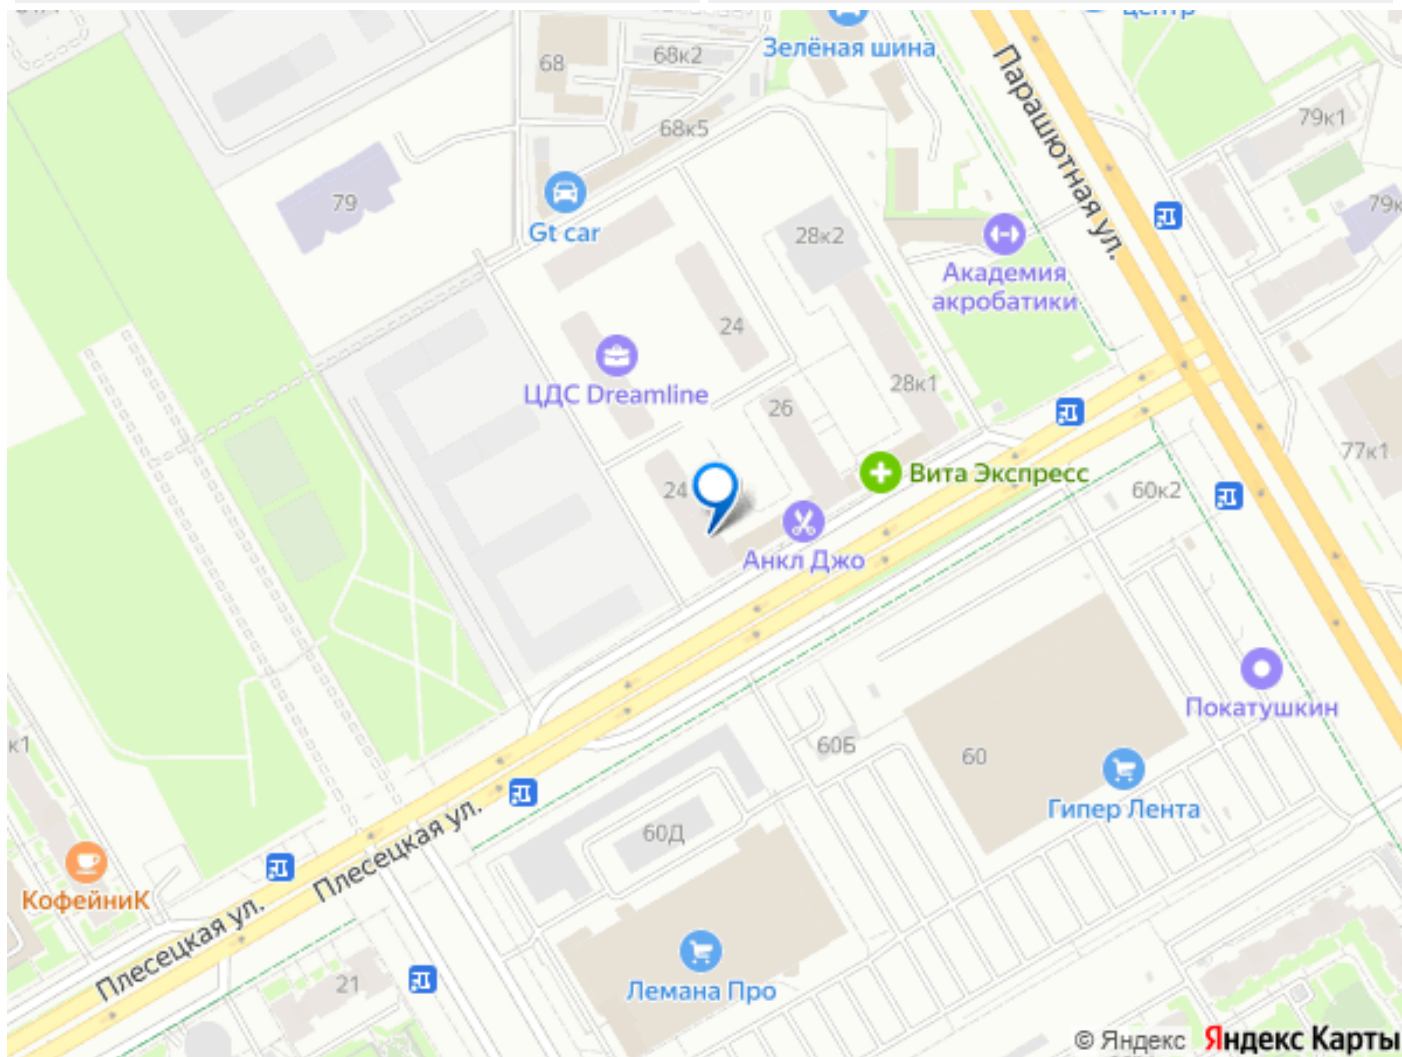 центр
Зелёная шина
68
68к2
68к5
Парашютная ул.
79к1
79
Gt car
28к2
Академия
акробатики
24
ЦДС Dreamline
28к1
26
77к1
Вита Экспресс
24
60к2
Анкл Джо
Покатушкин
к1
60Б
60
Гипер Лента
60Д
Плесецкая ул.
КофейниК
Плесецкая ул.
21
Лемана Про
© Яндекс Яндекс Карты